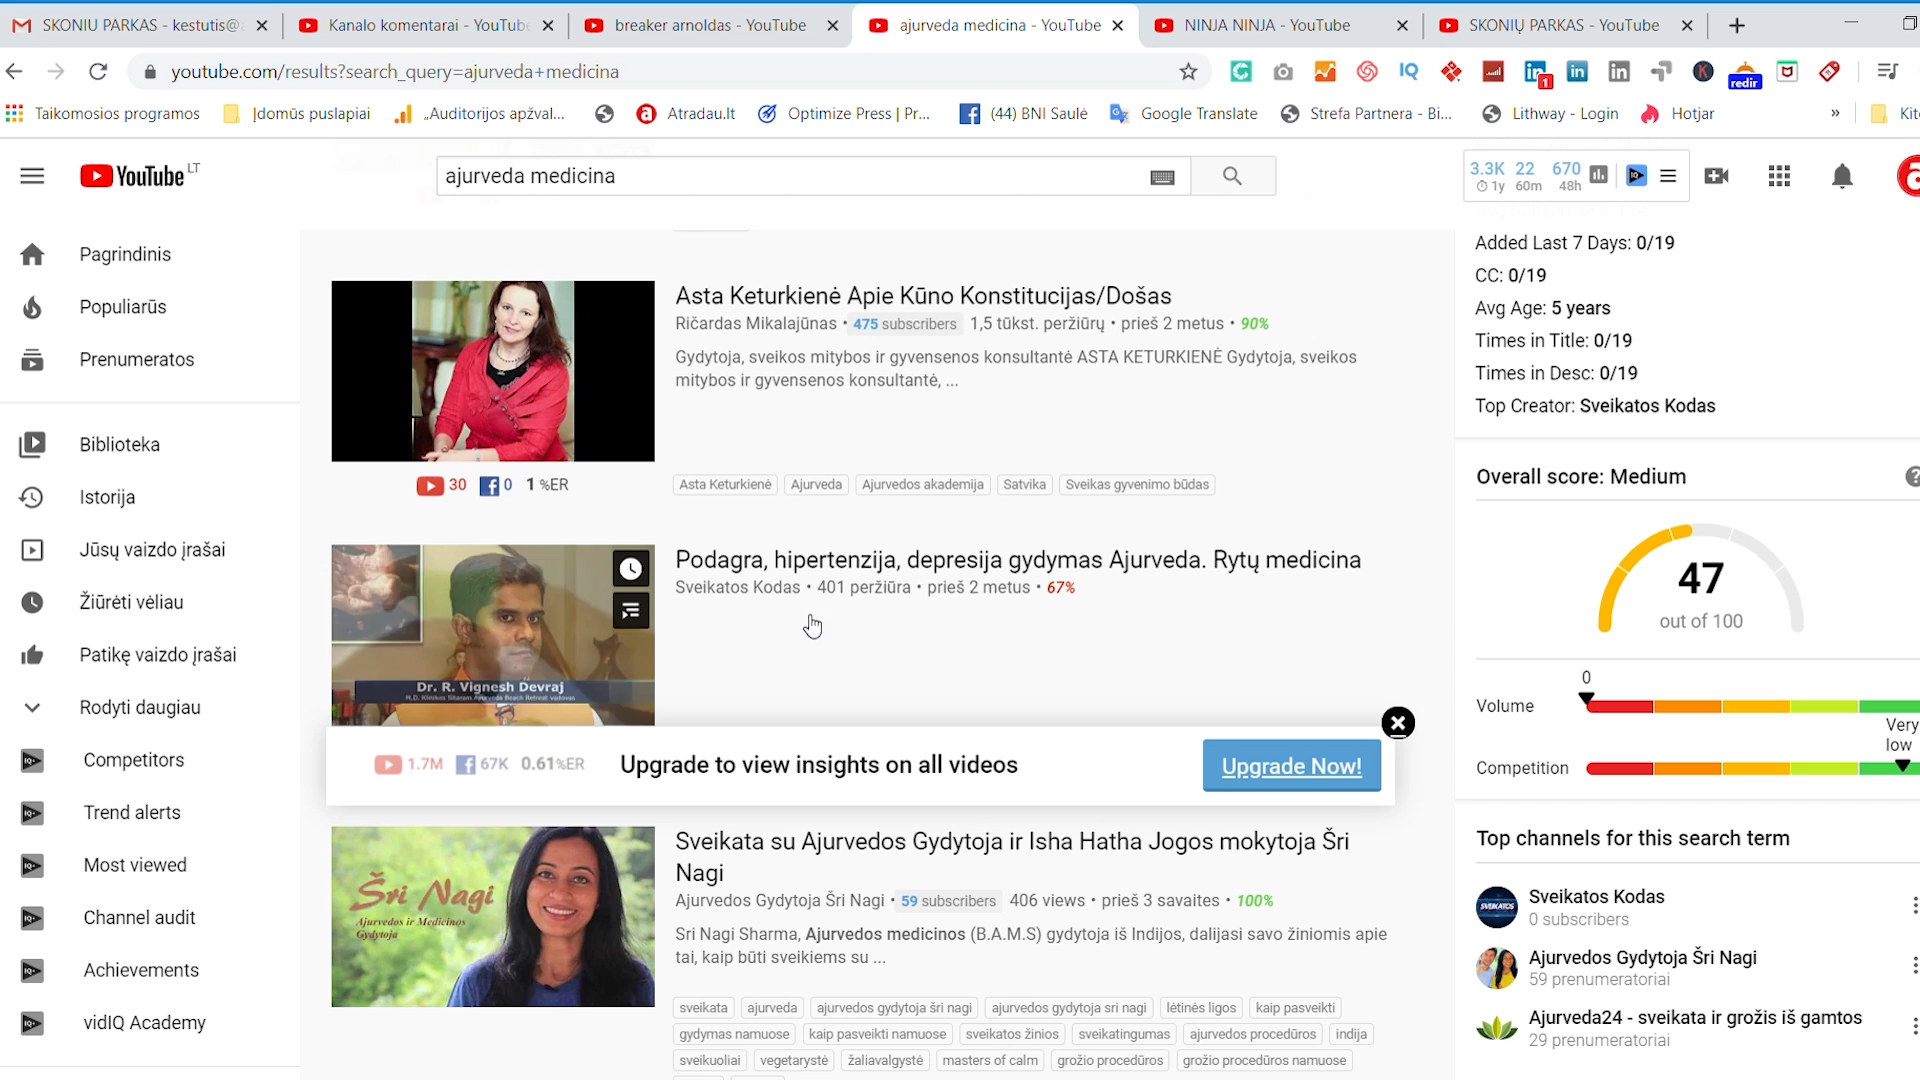 SKONIU PARKAS - kestutis@
Kanalo komentarai - YouTube
breaker arnoldas - YouTube
ajurveda medicina - YouTube
NINJA NINJA - YouTube
SKONIŲ PARKAS - YouTube
youtube.com/results?search_query=ajurveda+medicina
IQ
1
redir
Taikomosios programos
Įdomūs puslapiai
„Auditorijos apžval...
Atradau.lt
Optimize Press | Pr...
(44) BNI Saulė
Google Translate
Strefa Partnera - Bi...
Lithway - Login
Hotjar
»
YouTube LT
ajurveda medicina
3.3K 22 670
1y 60m 48h
Pagrindinis
Populiarūs
Prenumeratos
Biblioteka
Istorija
Jūsų vaizdo įrašai
Žiūrėti vėliau
Patikę vaizdo įrašai
Rodyti daugiau
Competitors
Trend alerts
Most viewed
Channel audit
Achievements
vidIQ Academy
Asta Keturkienė Apie Kūno Konstitucijas/Došas
Ričardas Mikalajūnas • 475 subscribers 1,5 tūkst. peržiūrų • prieš 2 metus • 90%
Gydytoja, sveikos mitybos ir gyvensenos konsultantė ASTA KETURKIENĖ Gydytoja, sveikos
mitybos ir gyvensenos konsultantė, ...
30 0 1 %ER
Asta Keturkienė Ajurveda Ajurvedos akademija Satvika Sveikas gyvenimo būdas
Podagra, hipertenzija, depresija gydymas Ajurveda. Rytų medicina
Sveikatos Kodas • 401 peržiūra • prieš 2 metus • 67%
Dr. R. Vignesh Devraj
M.D. Klinikos Sitaram Ayurveda Beach Retreat vadovas
1.7M 67K 0.61%ER
Upgrade to view insights on all videos
Upgrade Now!
Šri Nagi
Ajurvedos ir Medicinos
Gydytoja
Sveikata su Ajurvedos Gydytoja ir Isha Hatha Jogos mokytoja Šri
Nagi
Ajurvedos Gydytoja Šri Nagi • 59 subscribers 406 views • prieš 3 savaites • 100%
Sri Nagi Sharma, Ajurvedos medicinos (B.A.M.S) gydytoja iš Indijos, dalijasi savo žiniomis apie
tai, kaip būti sveikiems su ...
sveikata ajurveda ajurvedos gydytoja šri nagi ajurvedos gydytoja sri nagi lėtinės ligos kaip pasveikti
gydymas namuose kaip pasveikti namuose sveikatos žinios sveikatingumas ajurvedos procedūros indija
sveikuoliai vegetarystė žaliavalgystė masters of calm grožio procedūros grožio procedūros namuose
Added Last 7 Days: 0/19
CC: 0/19
Avg Age: 5 years
Times in Title: 0/19
Times in Desc: 0/19
Top Creator: Sveikatos Kodas
Overall score: Medium
47
out of 100
0
Volume
Very
low
Competition
Top channels for this search term
SVEIKATOS
Sveikatos Kodas
0 subscribers
Ajurvedos Gydytoja Šri Nagi
59 prenumeratoriai
Ajurveda24 - sveikata ir grožis iš gamtos
29 prenumeratoriai